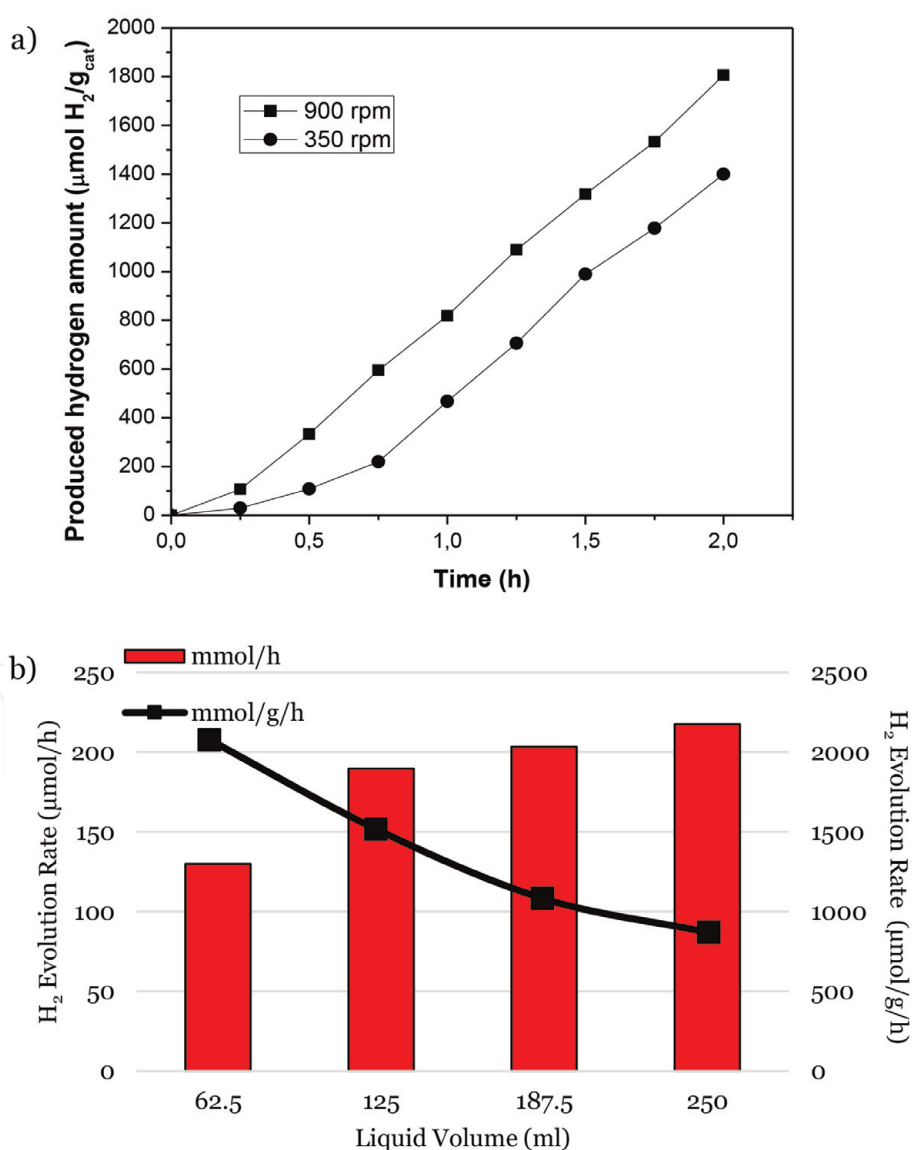 a)
Produced hydrogen amount (μmol H₂/g_cat)
2000
1800
1600
1400
1200
1000
800
600
400
200
0
900 rpm
350 rpm
0,0
0,5
1,0
1,5
2,0
Time (h)
b)
mmol/h
mmol/g/h
H₂ Evolution Rate (μmol/h)
250
200
150
100
50
0
2500
2000
1500
1000
500
0
H₂ Evolution Rate (μmol/g/h)
62.5
125
187.5
250
Liquid Volume (ml)